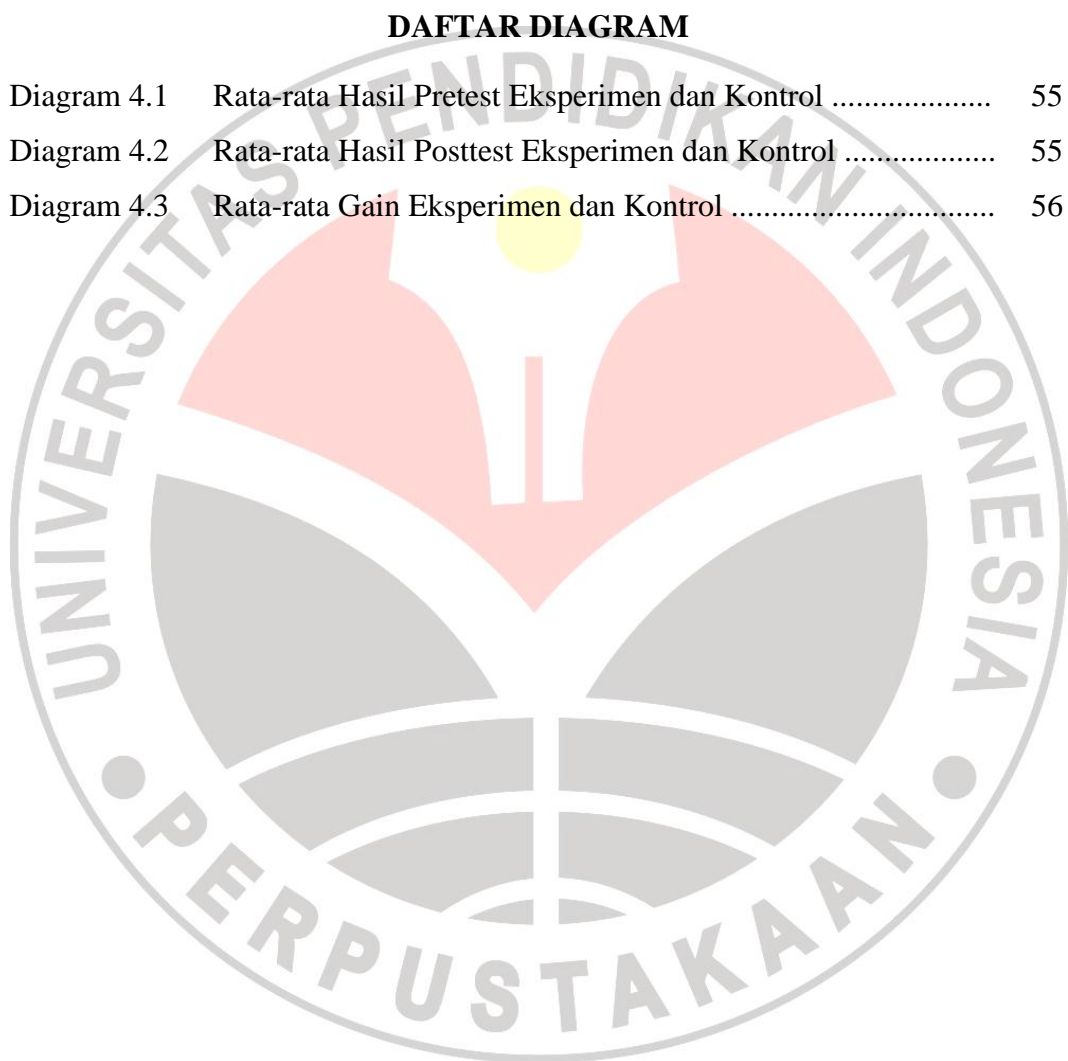 DAFTAR DIAGRAM
Diagram 4.1 Rata-rata Hasil Pretest Eksperimen dan Kontrol .................... 55
Diagram 4.2 Rata-rata Hasil Posttest Eksperimen dan Kontrol ................... 55
Diagram 4.3 Rata-rata Gain Eksperimen dan Kontrol ................................. 56
UNIVERSITAS PENDIDIKAN INDONESIA
PERPUSTAKAAN